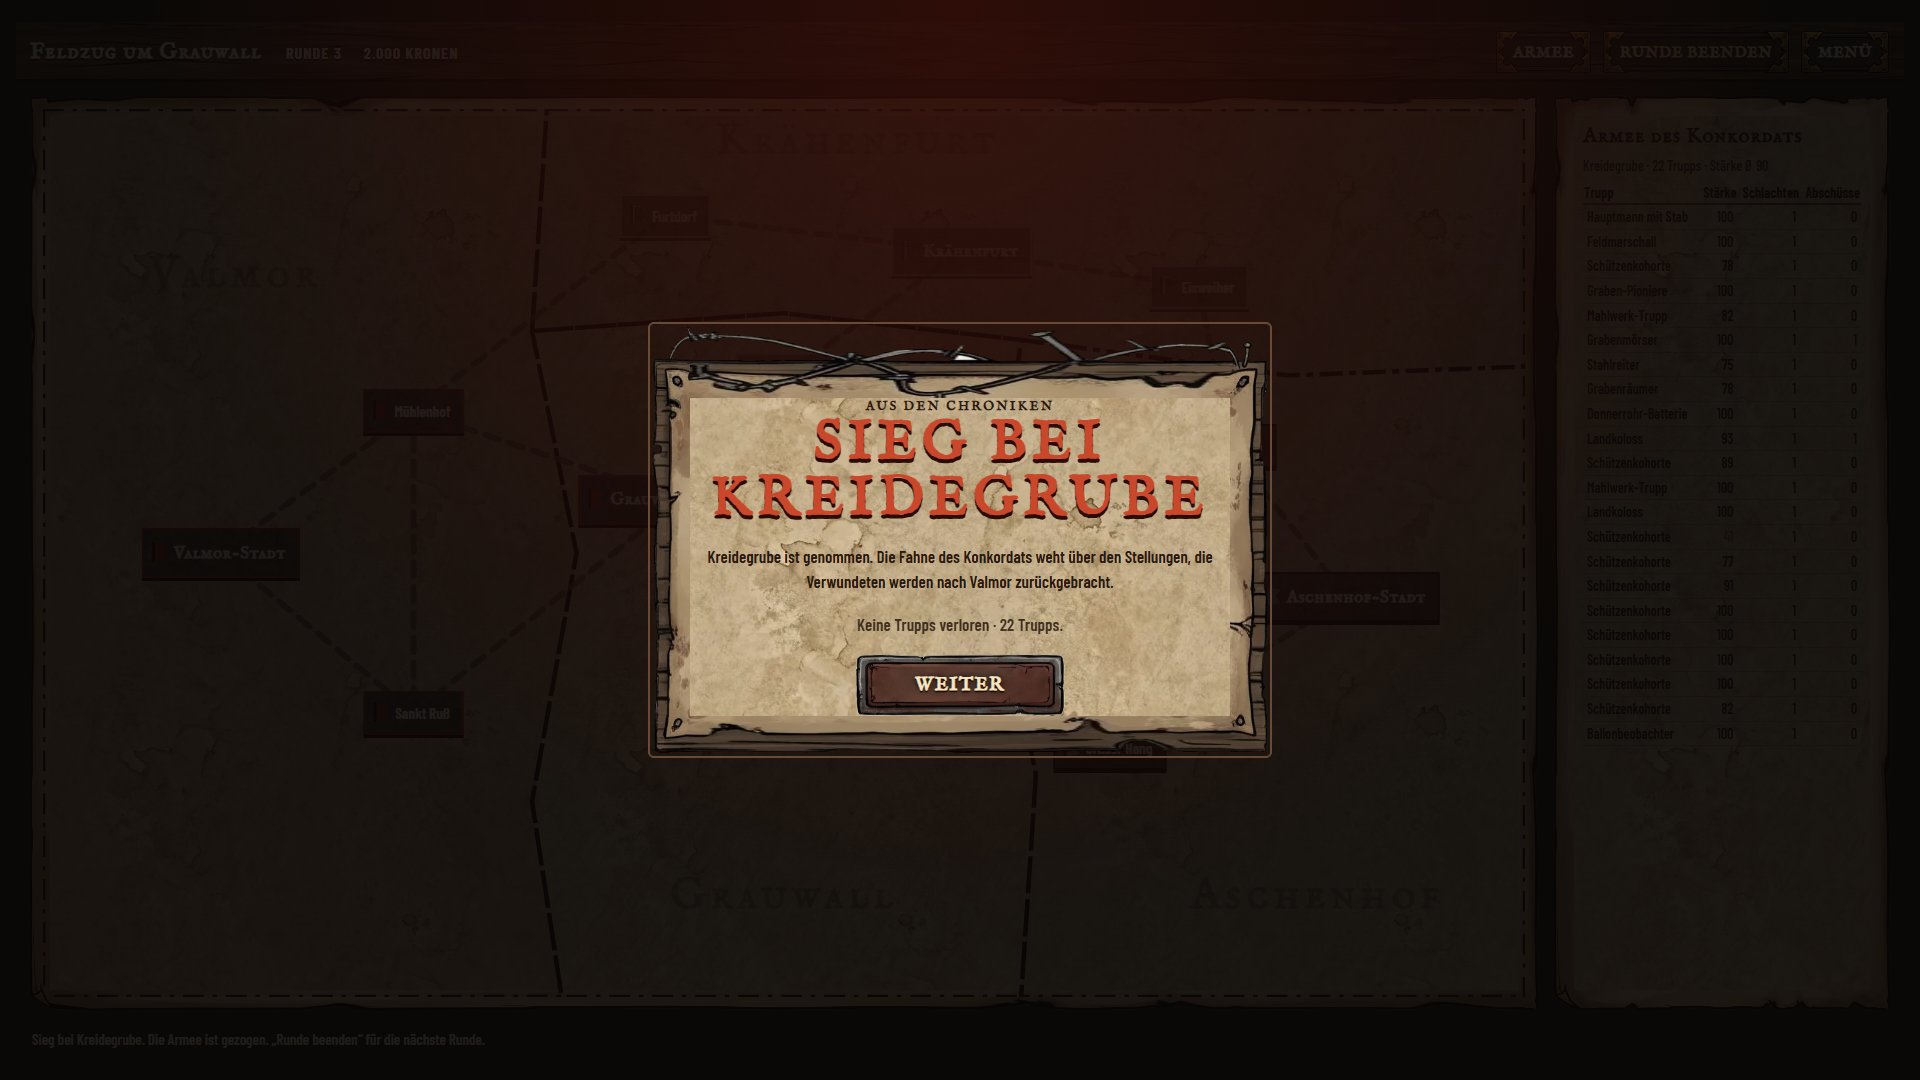 Feldzug um Grauwall RUNDE 3 2.000 KRONEN
ARMEE RUNDE BEENDEN MENÜ
Krähenfurt
Valmor
Furtdorf
Krähenfurt
Einweiher
Mühlenhof
Valmor-Stadt
Aschenhof-Stadt
Sankt Ruß
Hang
Grauwall
Aschenhof
AUS DEN CHRONIKEN
SIEG BEI
KREIDEGRUBE
Kreidegrube ist genommen. Die Fahne des Konkordats weht über den Stellungen, die
Verwundeten werden nach Valmor zurückgebracht.
Keine Trupps verloren · 22 Trupps.
WEITER
Armee des Konkordats
Kreidegrube · 22 Trupps · Stärke Ø 90
Trupp Stärke Schlachten Abschüsse
Hauptmann mit Stab 100 1 0
Feldmarschall 100 1 0
Schützenkohorte 78 1 0
Graben-Pioniere 100 1 0
Mahlwerk-Trupp 82 1 0
Grabenmörser 100 1 1
Stahlreiter 75 1 0
Grabenräumer 78 1 0
Donnerrohr-Batterie 100 1 0
Landkoloss 93 1 1
Schützenkohorte 89 1 0
Mahlwerk-Trupp 100 1 0
Landkoloss 100 1 0
Schützenkohorte 1 0
Schützenkohorte 77 1 0
Schützenkohorte 91 1 0
Schützenkohorte 100 1 0
Schützenkohorte 100 1 0
Schützenkohorte 100 1 0
Schützenkohorte 100 1 0
Schützenkohorte 82 1 0
Ballonbeobachter 100 1 0
Sieg bei Kreidegrube. Die Armee ist gezogen. „Runde beenden“ für die nächste Runde.